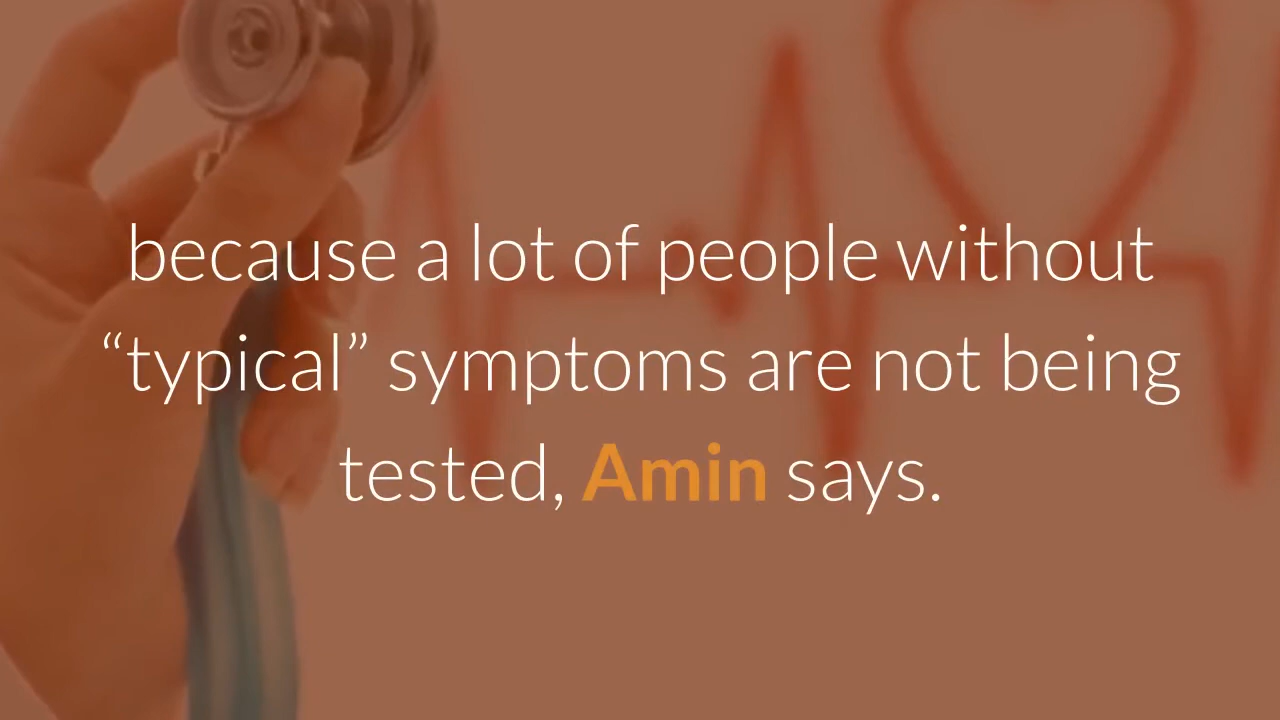 because a lot of people without
“typical” symptoms are not being
tested, Amin says.